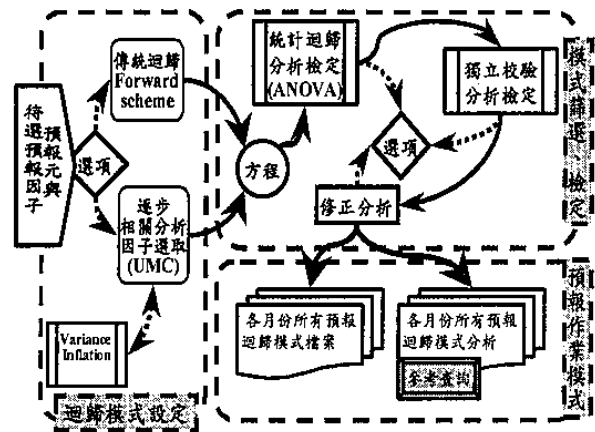 預報元與
待選預報因子
選項
傳統迴歸
Forward
scheme
逐步
相關分析
因子選取
(UMC)
Variance
Inflation
迴歸模式設定
方程
統計迴歸
分析檢定
(ANOVA)
選項
獨立校驗
分析檢定
修正分析
模式篩選、檢定
各月份所有預報
迴歸模式檔案
各月份所有預報
迴歸模式分析
參考查詢
預報作業模式